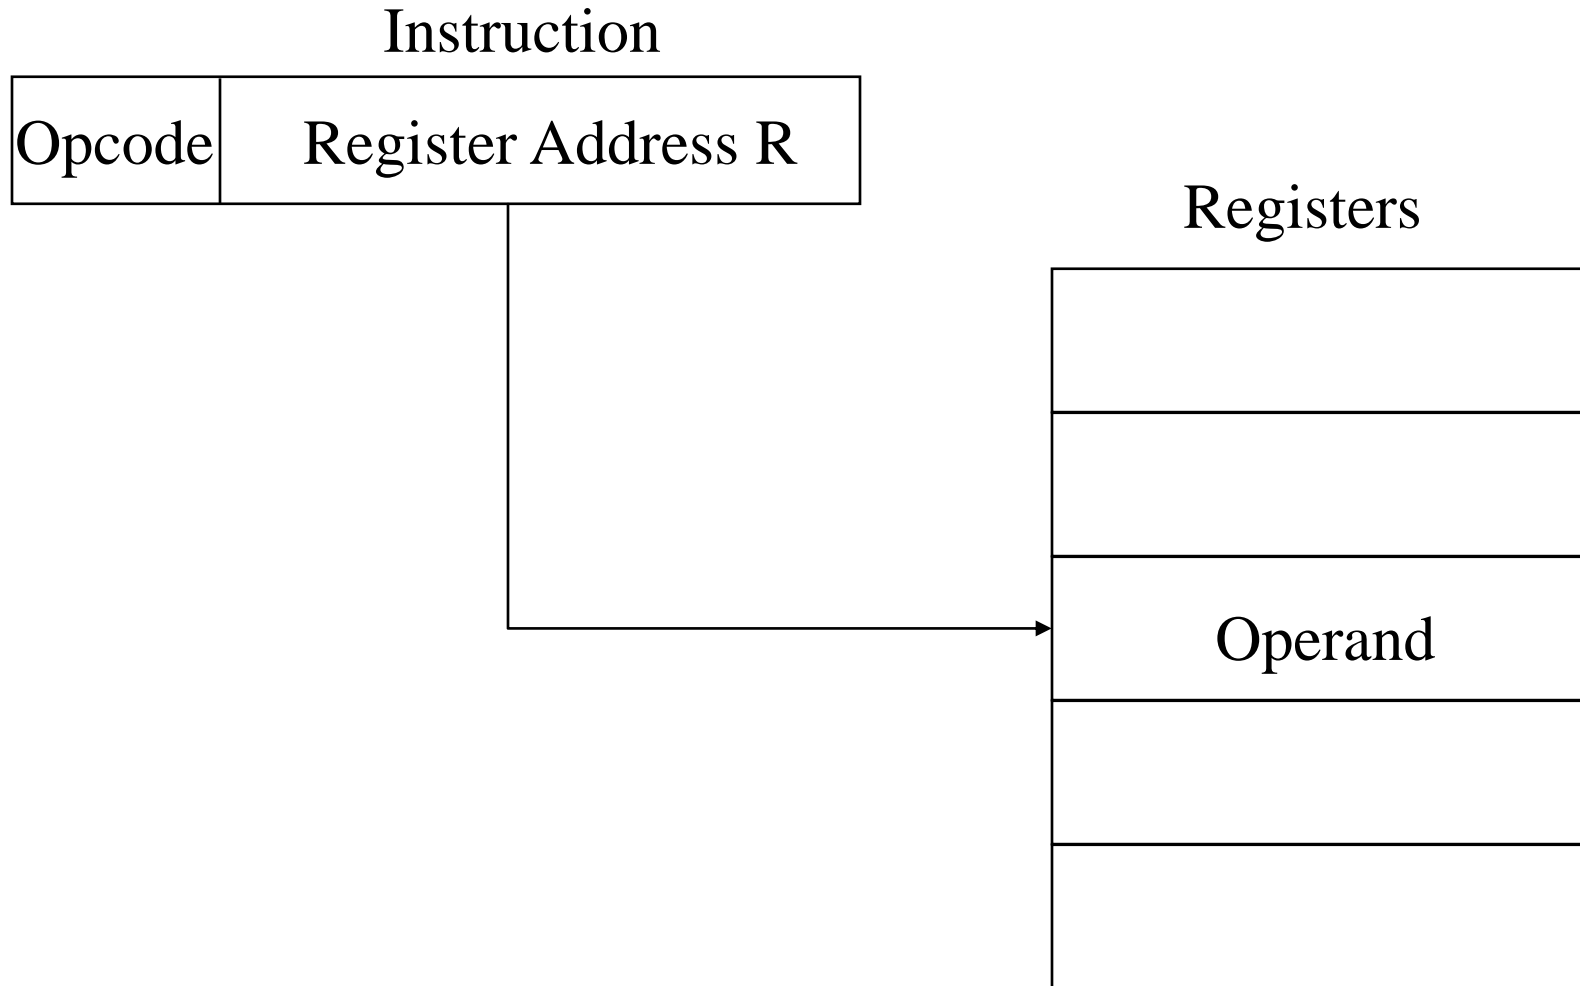 Instruction
Opcode
Register Address R
Registers
Operand